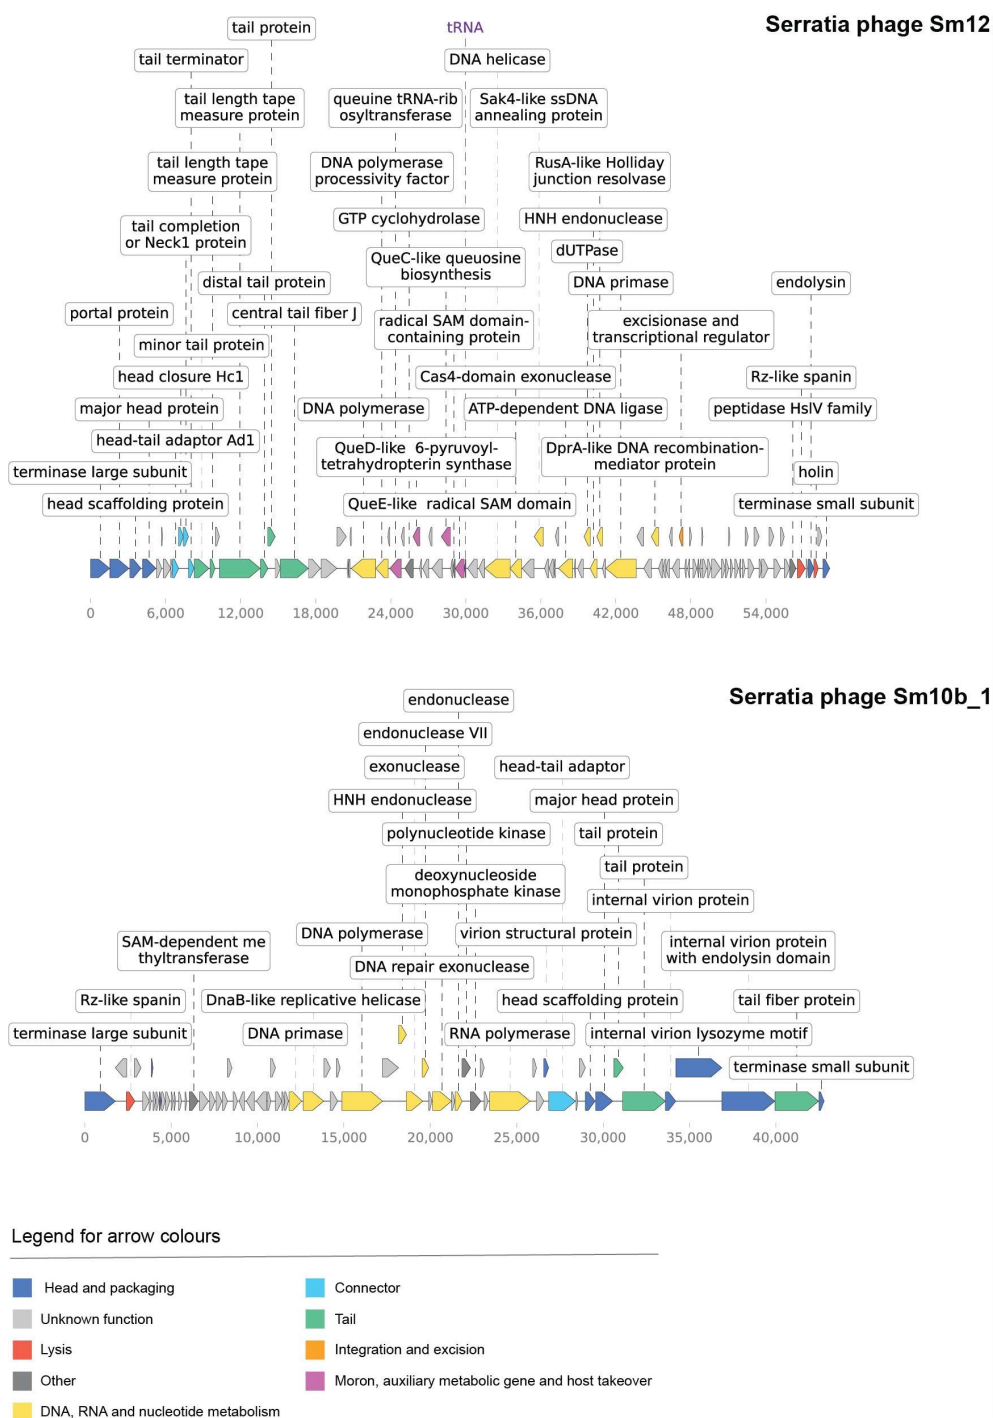 Serratia phage Sm12
tail protein
tRNA
tail terminator
DNA helicase
tail length tape
measure protein
queuine tRNA-rib
osyltransferase
Sak4-like ssDNA
annealing protein
tail length tape
measure protein
DNA polymerase
processivity factor
RusA-like Holliday
junction resolvase
tail completion
or Neck1 protein
GTP cyclohydrolase
HNH endonuclease
QueC-like queuosine
biosynthesis
dUTPase
distal tail protein
DNA primase
endolysin
portal protein
central tail fiber J
radical SAM domain-
containing protein
excisionase and
transcriptional regulator
minor tail protein
head closure Hc1
Cas4-domain exonuclease
Rz-like spanin
major head protein
DNA polymerase
ATP-dependent DNA ligase
peptidase HslV family
head-tail adaptor Ad1
QueD-like 6-pyruvoyl-
tetrahydropterin synthase
DprA-like DNA recombination-
mediator protein
terminase large subunit
holin
head scaffolding protein
QueE-like radical SAM domain
terminase small subunit
0
6,000
12,000
18,000
24,000
30,000
36,000
42,000
48,000
54,000
Serratia phage Sm10b_1
endonuclease
endonuclease VII
exonuclease
head-tail adaptor
HNH endonuclease
major head protein
polynucleotide kinase
tail protein
deoxynucleoside
monophosphate kinase
tail protein
internal virion protein
DNA polymerase
virion structural protein
SAM-dependent me
thyltransferase
internal virion protein
with endolysin domain
DNA repair exonuclease
Rz-like spanin
DnaB-like replicative helicase
head scaffolding protein
tail fiber protein
terminase large subunit
DNA primase
RNA polymerase
internal virion lysozyme motif
terminase small subunit
0
5,000
10,000
15,000
20,000
25,000
30,000
35,000
40,000
Legend for arrow colours
Head and packaging
Connector
Unknown function
Tail
Lysis
Integration and excision
Other
Moron, auxiliary metabolic gene and host takeover
DNA, RNA and nucleotide metabolism